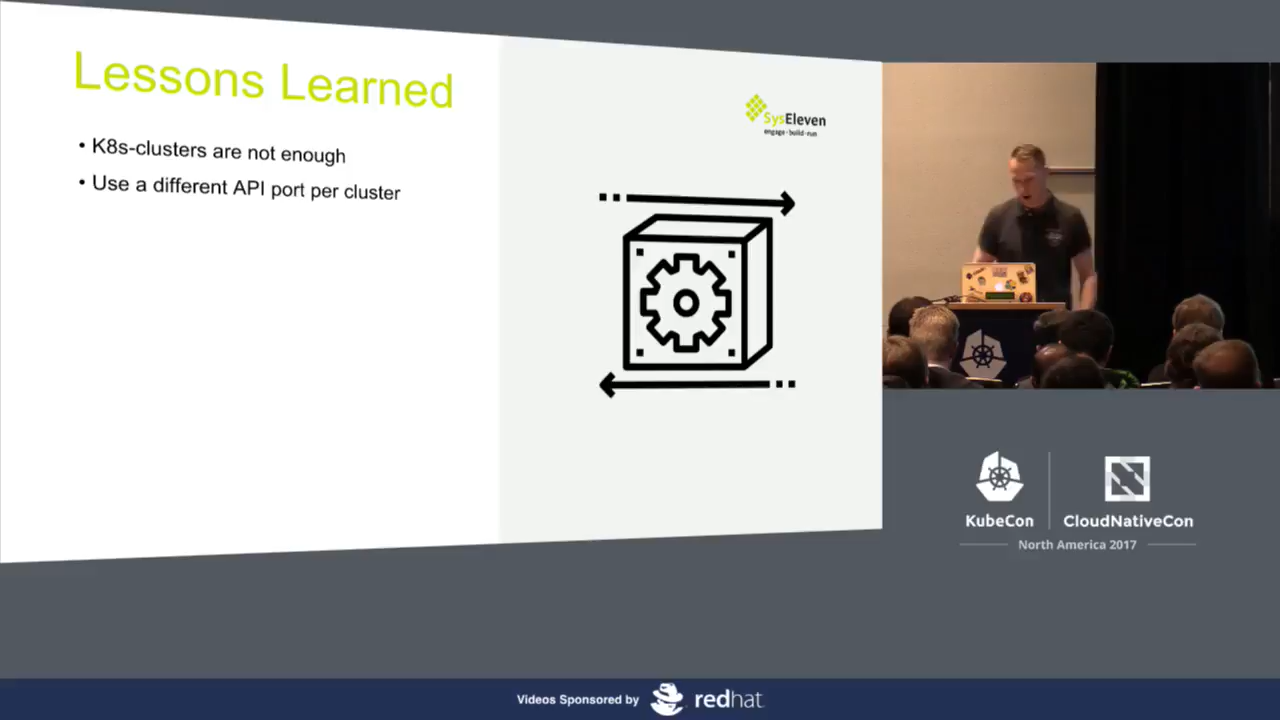 Lessons Learned
• K8s-clusters are not enough
• Use a different API port per cluster
SysEleven
engage·build·run
KubeCon
CloudNativeCon
North America 2017
Videos Sponsored by
redhat